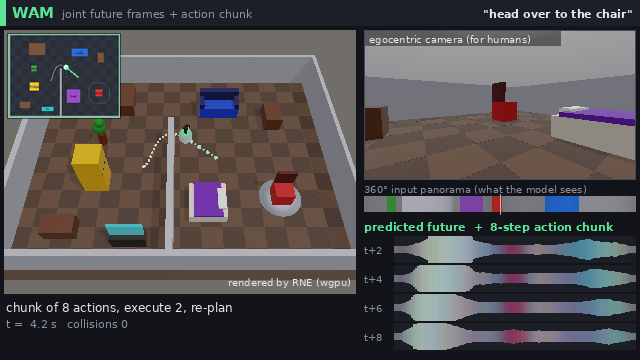 WAM joint future frames + action chunk "head over to the chair"
egocentric camera (for humans)
360° input panorama (what the model sees)
predicted future + 8-step action chunk
t+2
t+4
t+6
t+8
rendered by RNE (wgpu)
chunk of 8 actions, execute 2, re-plan
t = 4.2 s collisions 0